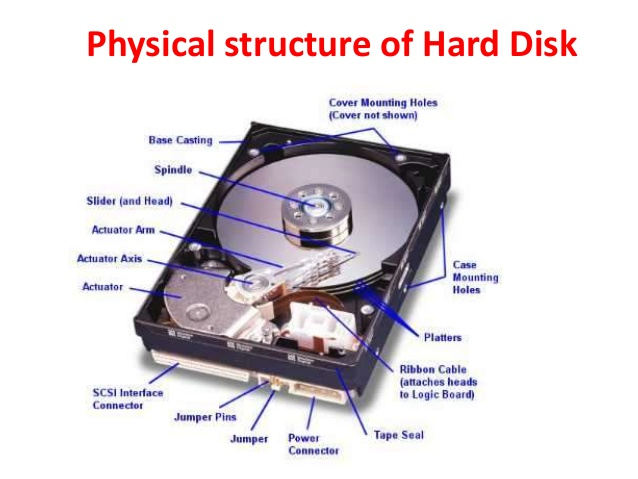 Physical structure of Hard Disk
Cover Mounting Holes
(Cover not shown)
Base Casting
Spindle
Slider (and Head)
Actuator Arm
Actuator Axis
Actuator
Case
Mounting
Holes
Platters
Ribbon Cable
(attaches heads
to Logic Board)
SCSI Interface
Connector
Jumper Pins
Jumper
Power
Connector
Tape Seal